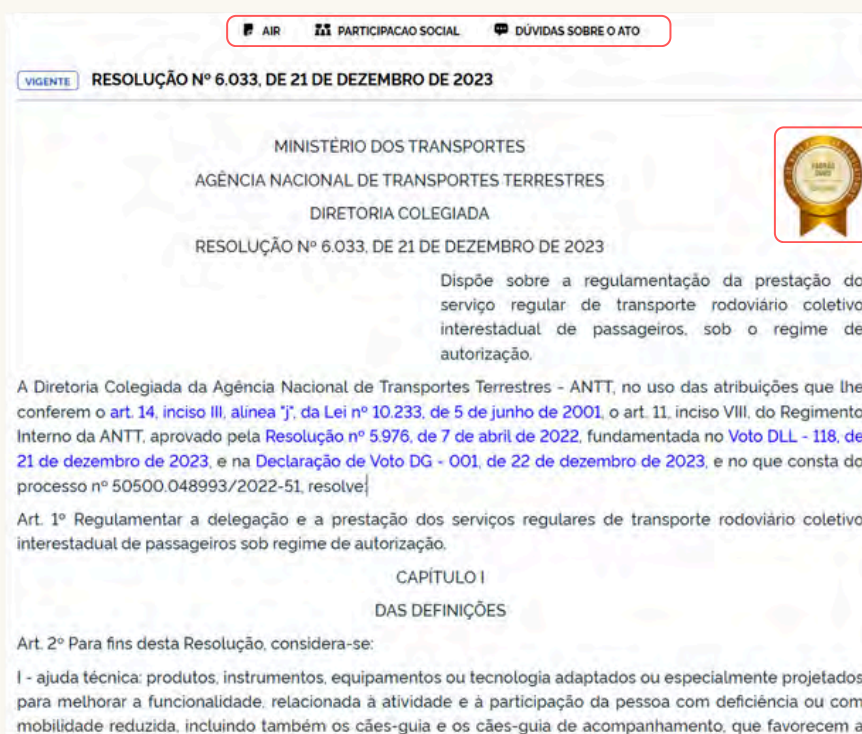 AIR PARTICIPACAO SOCIAL DÚVIDAS SOBRE O ATO
VIGENTE RESOLUÇÃO Nº 6.033, DE 21 DE DEZEMBRO DE 2023
MINISTÉRIO DOS TRANSPORTES
AGÊNCIA NACIONAL DE TRANSPORTES TERRESTRES
DIRETORIA COLEGIADA
RESOLUÇÃO Nº 6.033, DE 21 DE DEZEMBRO DE 2023
Dispõe sobre a regulamentação da prestação do
serviço regular de transporte rodoviário coletivo
interestadual de passageiros, sob o regime de
autorização.
A Diretoria Colegiada da Agência Nacional de Transportes Terrestres - ANTT, no uso das atribuições que lhe
conferem o art. 14, inciso III, alínea "j", da Lei nº 10.233, de 5 de junho de 2001, o art. 11, inciso VIII, do Regimento
Interno da ANTT, aprovado pela Resolução nº 5.976, de 7 de abril de 2022, fundamentada no Voto DLL - 118, de
21 de dezembro de 2023, e na Declaração de Voto DG - 001, de 22 de dezembro de 2023, e no que consta do
processo nº 50500.048993/2022-51, resolve:
Art. 1º Regulamentar a delegação e a prestação dos serviços regulares de transporte rodoviário coletivo
interestadual de passageiros sob regime de autorização.
CAPÍTULO I
DAS DEFINIÇÕES
Art. 2º Para fins desta Resolução, considera-se:
I - ajuda técnica: produtos, instrumentos, equipamentos ou tecnologia adaptados ou especialmente projetados
para melhorar a funcionalidade, relacionada à atividade e à participação da pessoa com deficiência ou com
mobilidade reduzida, incluindo também os cães-guia e os cães-guia de acompanhamento, que favorecem a